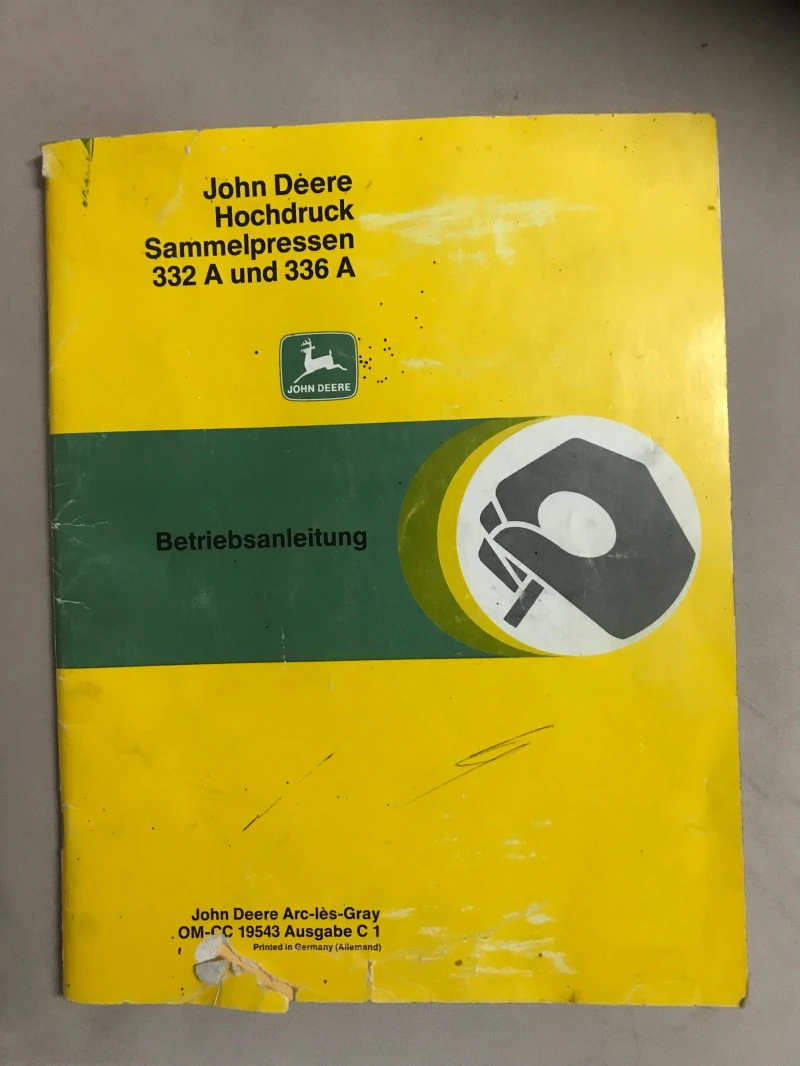 John Deere
Hochdruck
Sammelpressen
332 A und 336 A
JOHN DEERE
Betriebsanleitung
John Deere Arc-lès-Gray
OM-CC 19543 Ausgabe C 1
Printed in Germany (Allemand)